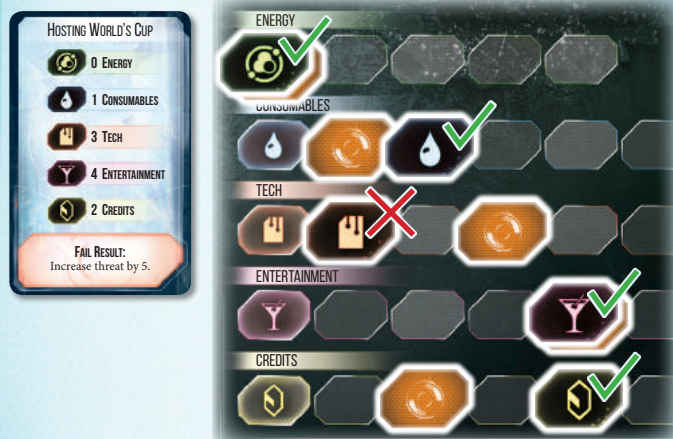 HOSTING WORLD'S CUP
0 ENERGY
1 CONSUMABLES
3 TECH
4 ENTERTAINMENT
2 CREDITS
FAIL RESULT:
Increase threat by 5.
ENERGY
CONSUMABLES
TECH
ENTERTAINMENT
CREDITS